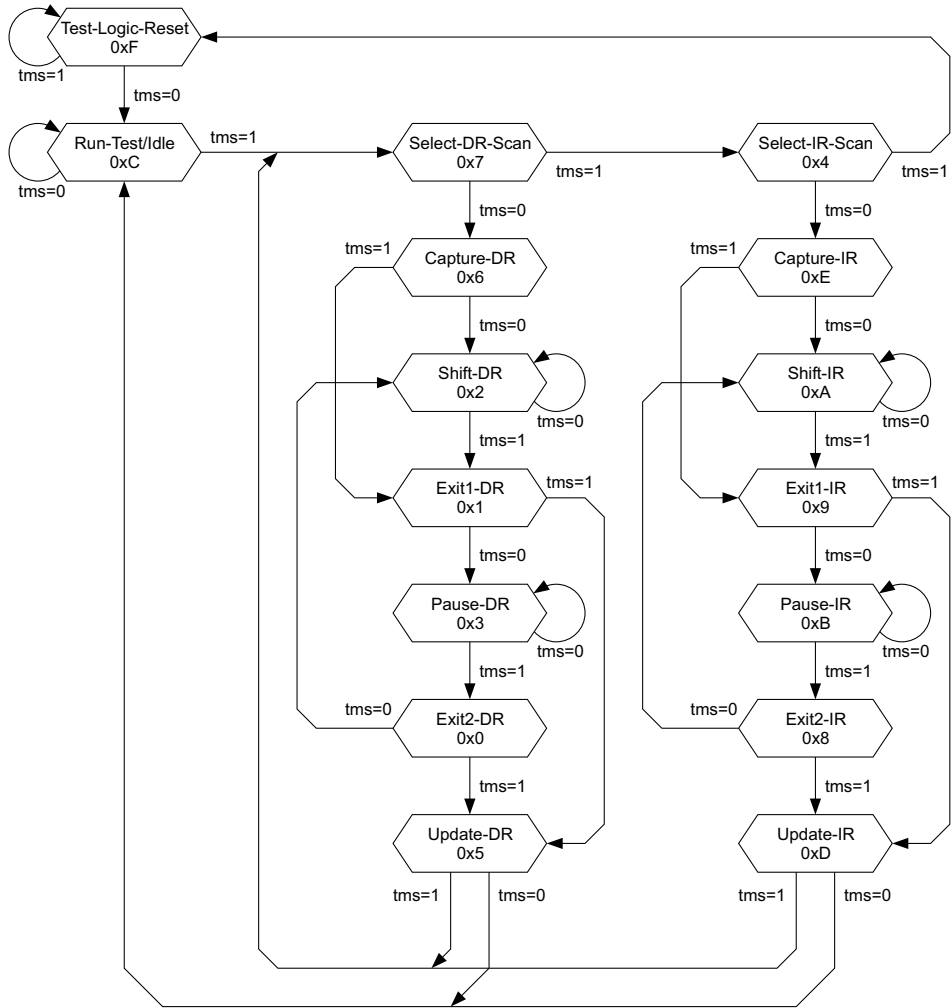 Test-Logic-Reset
0xF
tms=1
tms=0
Run-Test/Idle
0xC
tms=1
tms=0
Select-DR-Scan
0x7
tms=1
Select-IR-Scan
0x4
tms=1
tms=0
tms=0
tms=1
Capture-DR
0x6
tms=1
Capture-IR
0xE
tms=0
tms=0
Shift-DR
0x2
tms=0
Shift-IR
0xA
tms=0
tms=1
tms=1
Exit1-DR
0x1
tms=1
Exit1-IR
0x9
tms=1
tms=0
tms=0
Pause-DR
0x3
tms=0
Pause-IR
0xB
tms=0
tms=1
tms=1
tms=0
Exit2-DR
0x0
tms=0
Exit2-IR
0x8
tms=1
tms=1
Update-DR
0x5
Update-IR
0xD
tms=1
tms=0
tms=1
tms=0